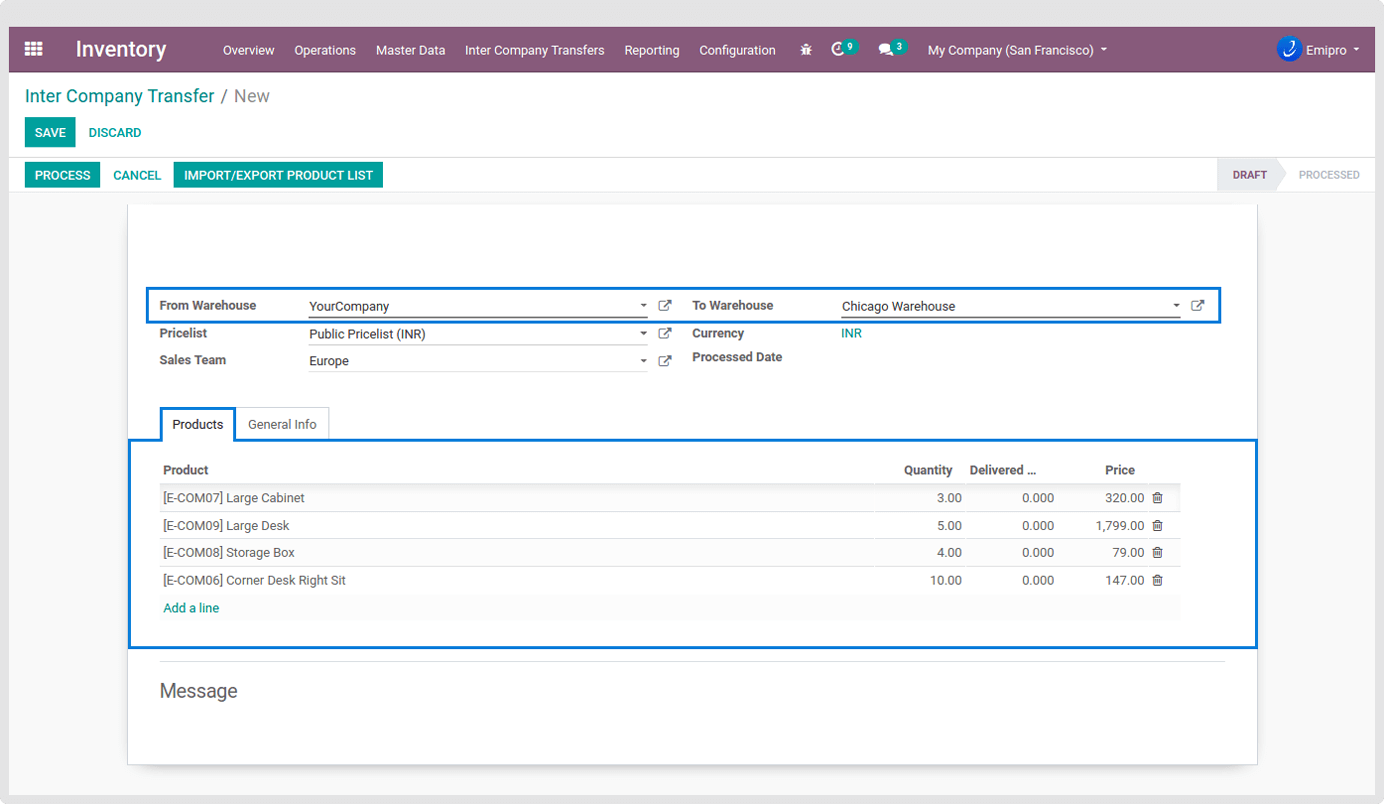 Inventory Overview Operations Master Data Inter Company Transfers Reporting Configuration 9 3 My Company (San Francisco) Emipro
Inter Company Transfer / New
SAVE DISCARD
PROCESS CANCEL IMPORT/EXPORT PRODUCT LIST DRAFT PROCESSED
From Warehouse YourCompany To Warehouse Chicago Warehouse
Pricelist Public Pricelist (INR) Currency INR
Sales Team Europe Processed Date
Products General Info
Product Quantity Delivered ... Price
[E-COM07] Large Cabinet 3.00 0.000 320.00
[E-COM09] Large Desk 5.00 0.000 1,799.00
[E-COM08] Storage Box 4.00 0.000 79.00
[E-COM06] Corner Desk Right Sit 10.00 0.000 147.00
Add a line
Message